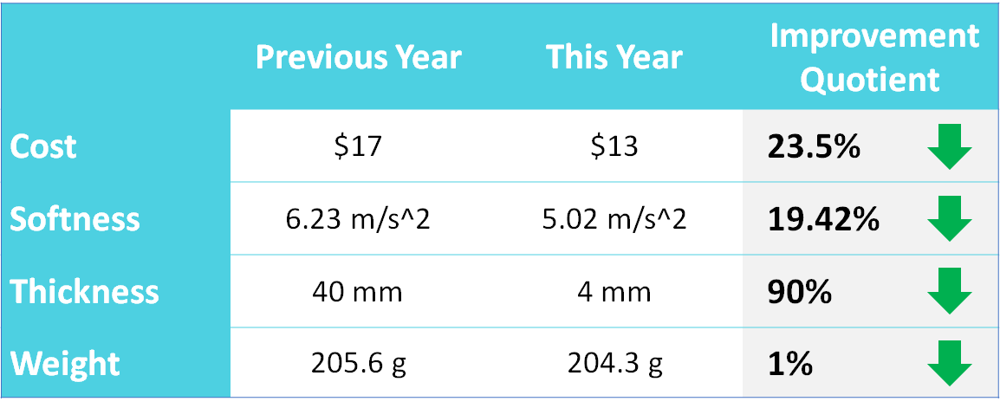 Previous Year This Year Improvement Quotient
Cost $17 $13 23.5%
Softness 6.23 m/s^2 5.02 m/s^2 19.42%
Thickness 40 mm 4 mm 90%
Weight 205.6 g 204.3 g 1%